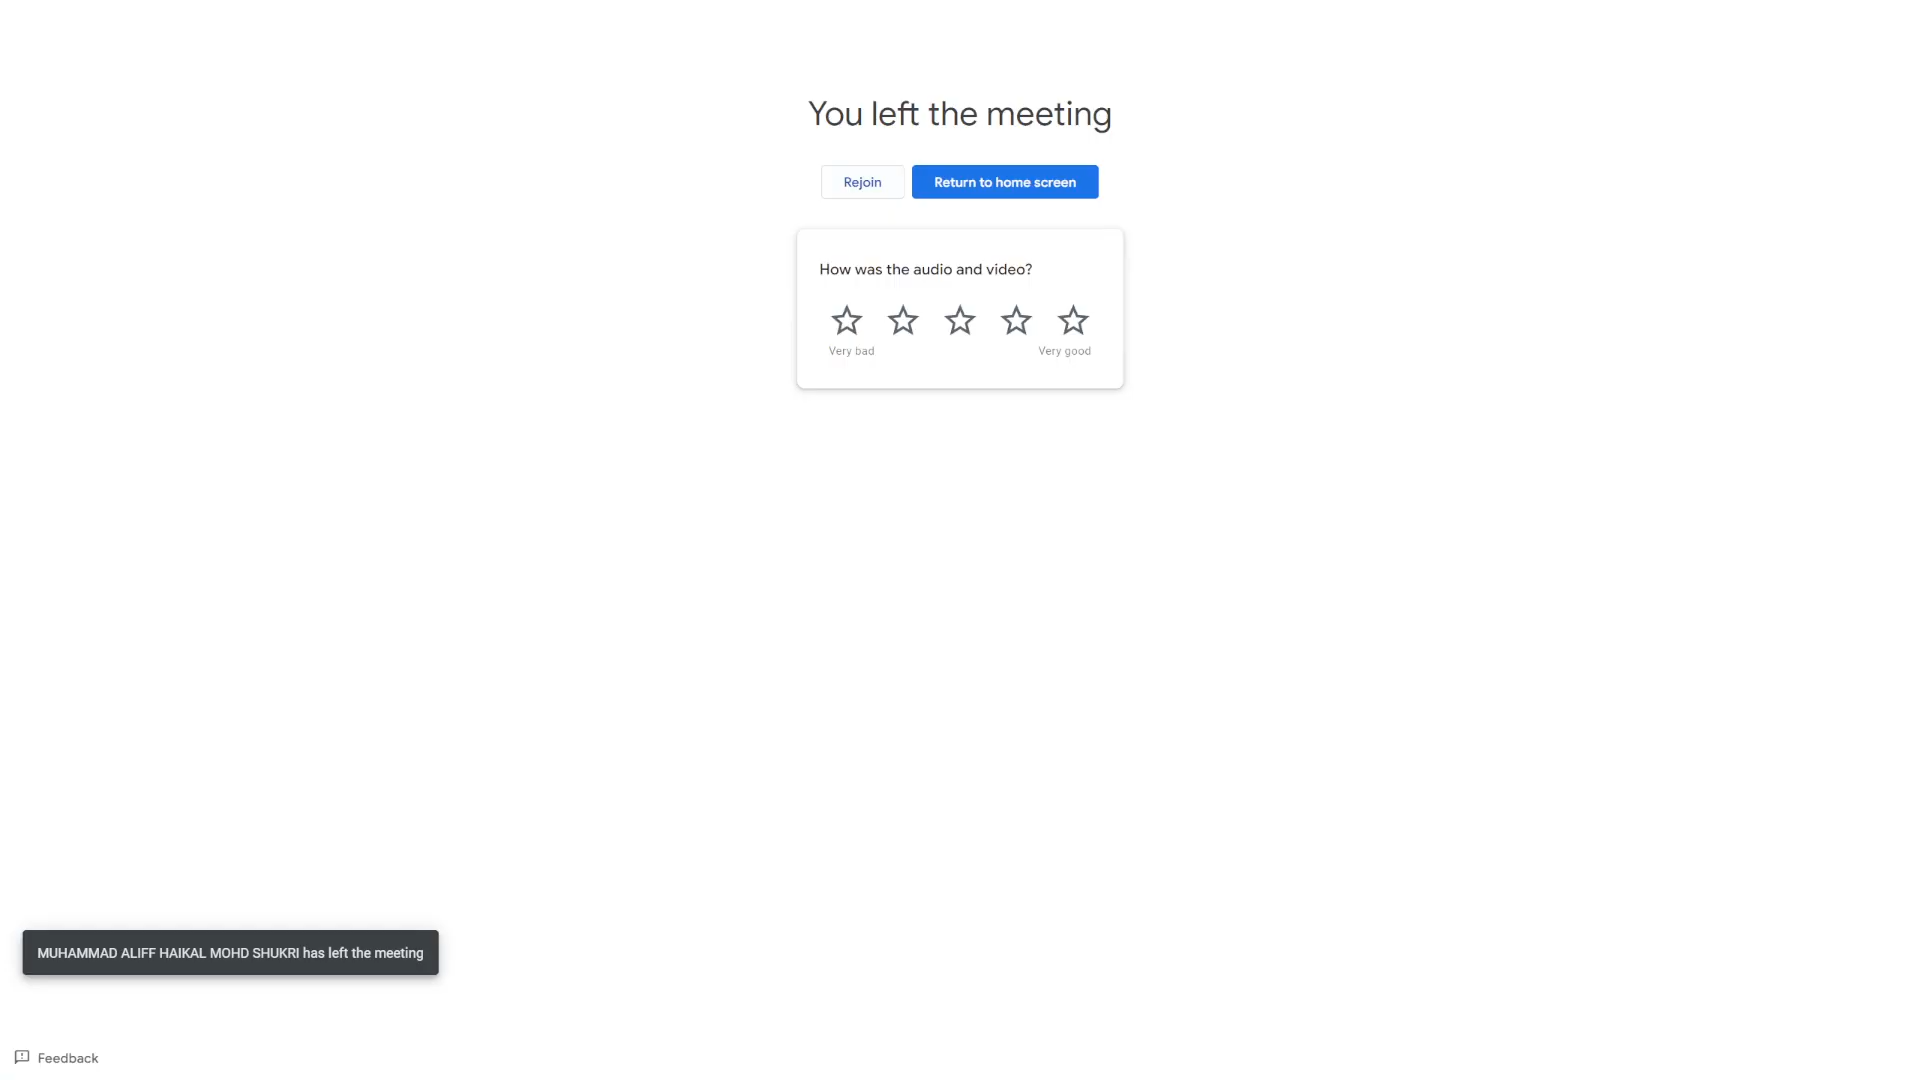 You left the meeting
Rejoin
Return to home screen
How was the audio and video?
Very bad
Very good
MUHAMMAD ALIFF HAIKAL MOHD SHUKRI has left the meeting
Feedback